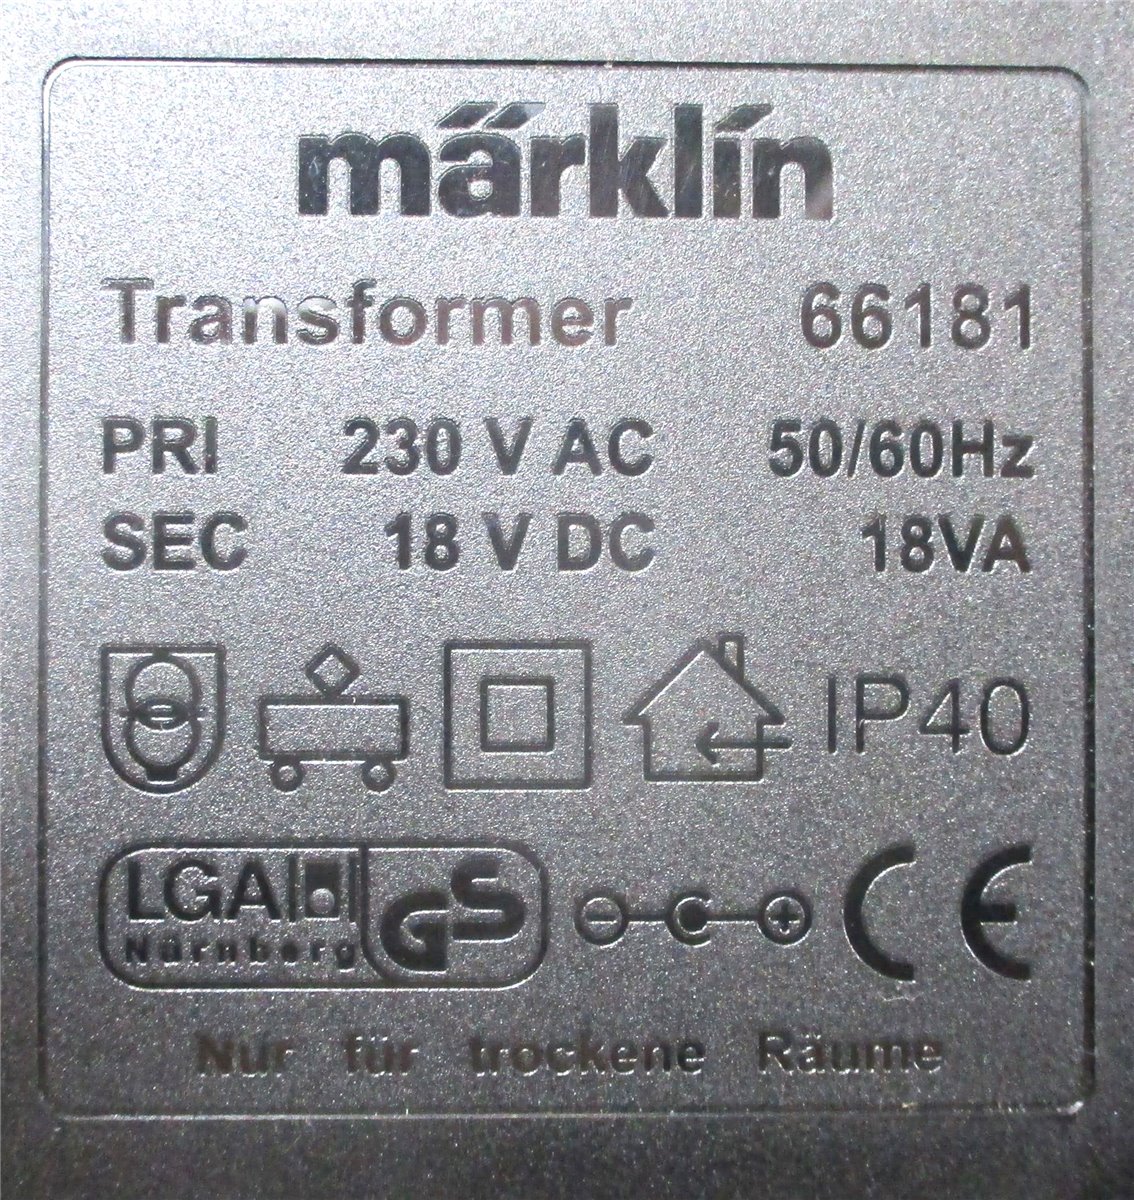 märklín
Transformer 66181
PRI 230 V AC 50/60Hz
SEC 18 V DC 18VA
IP40
LGA GS
Nürnberg
CE
Nur für trockene Räume